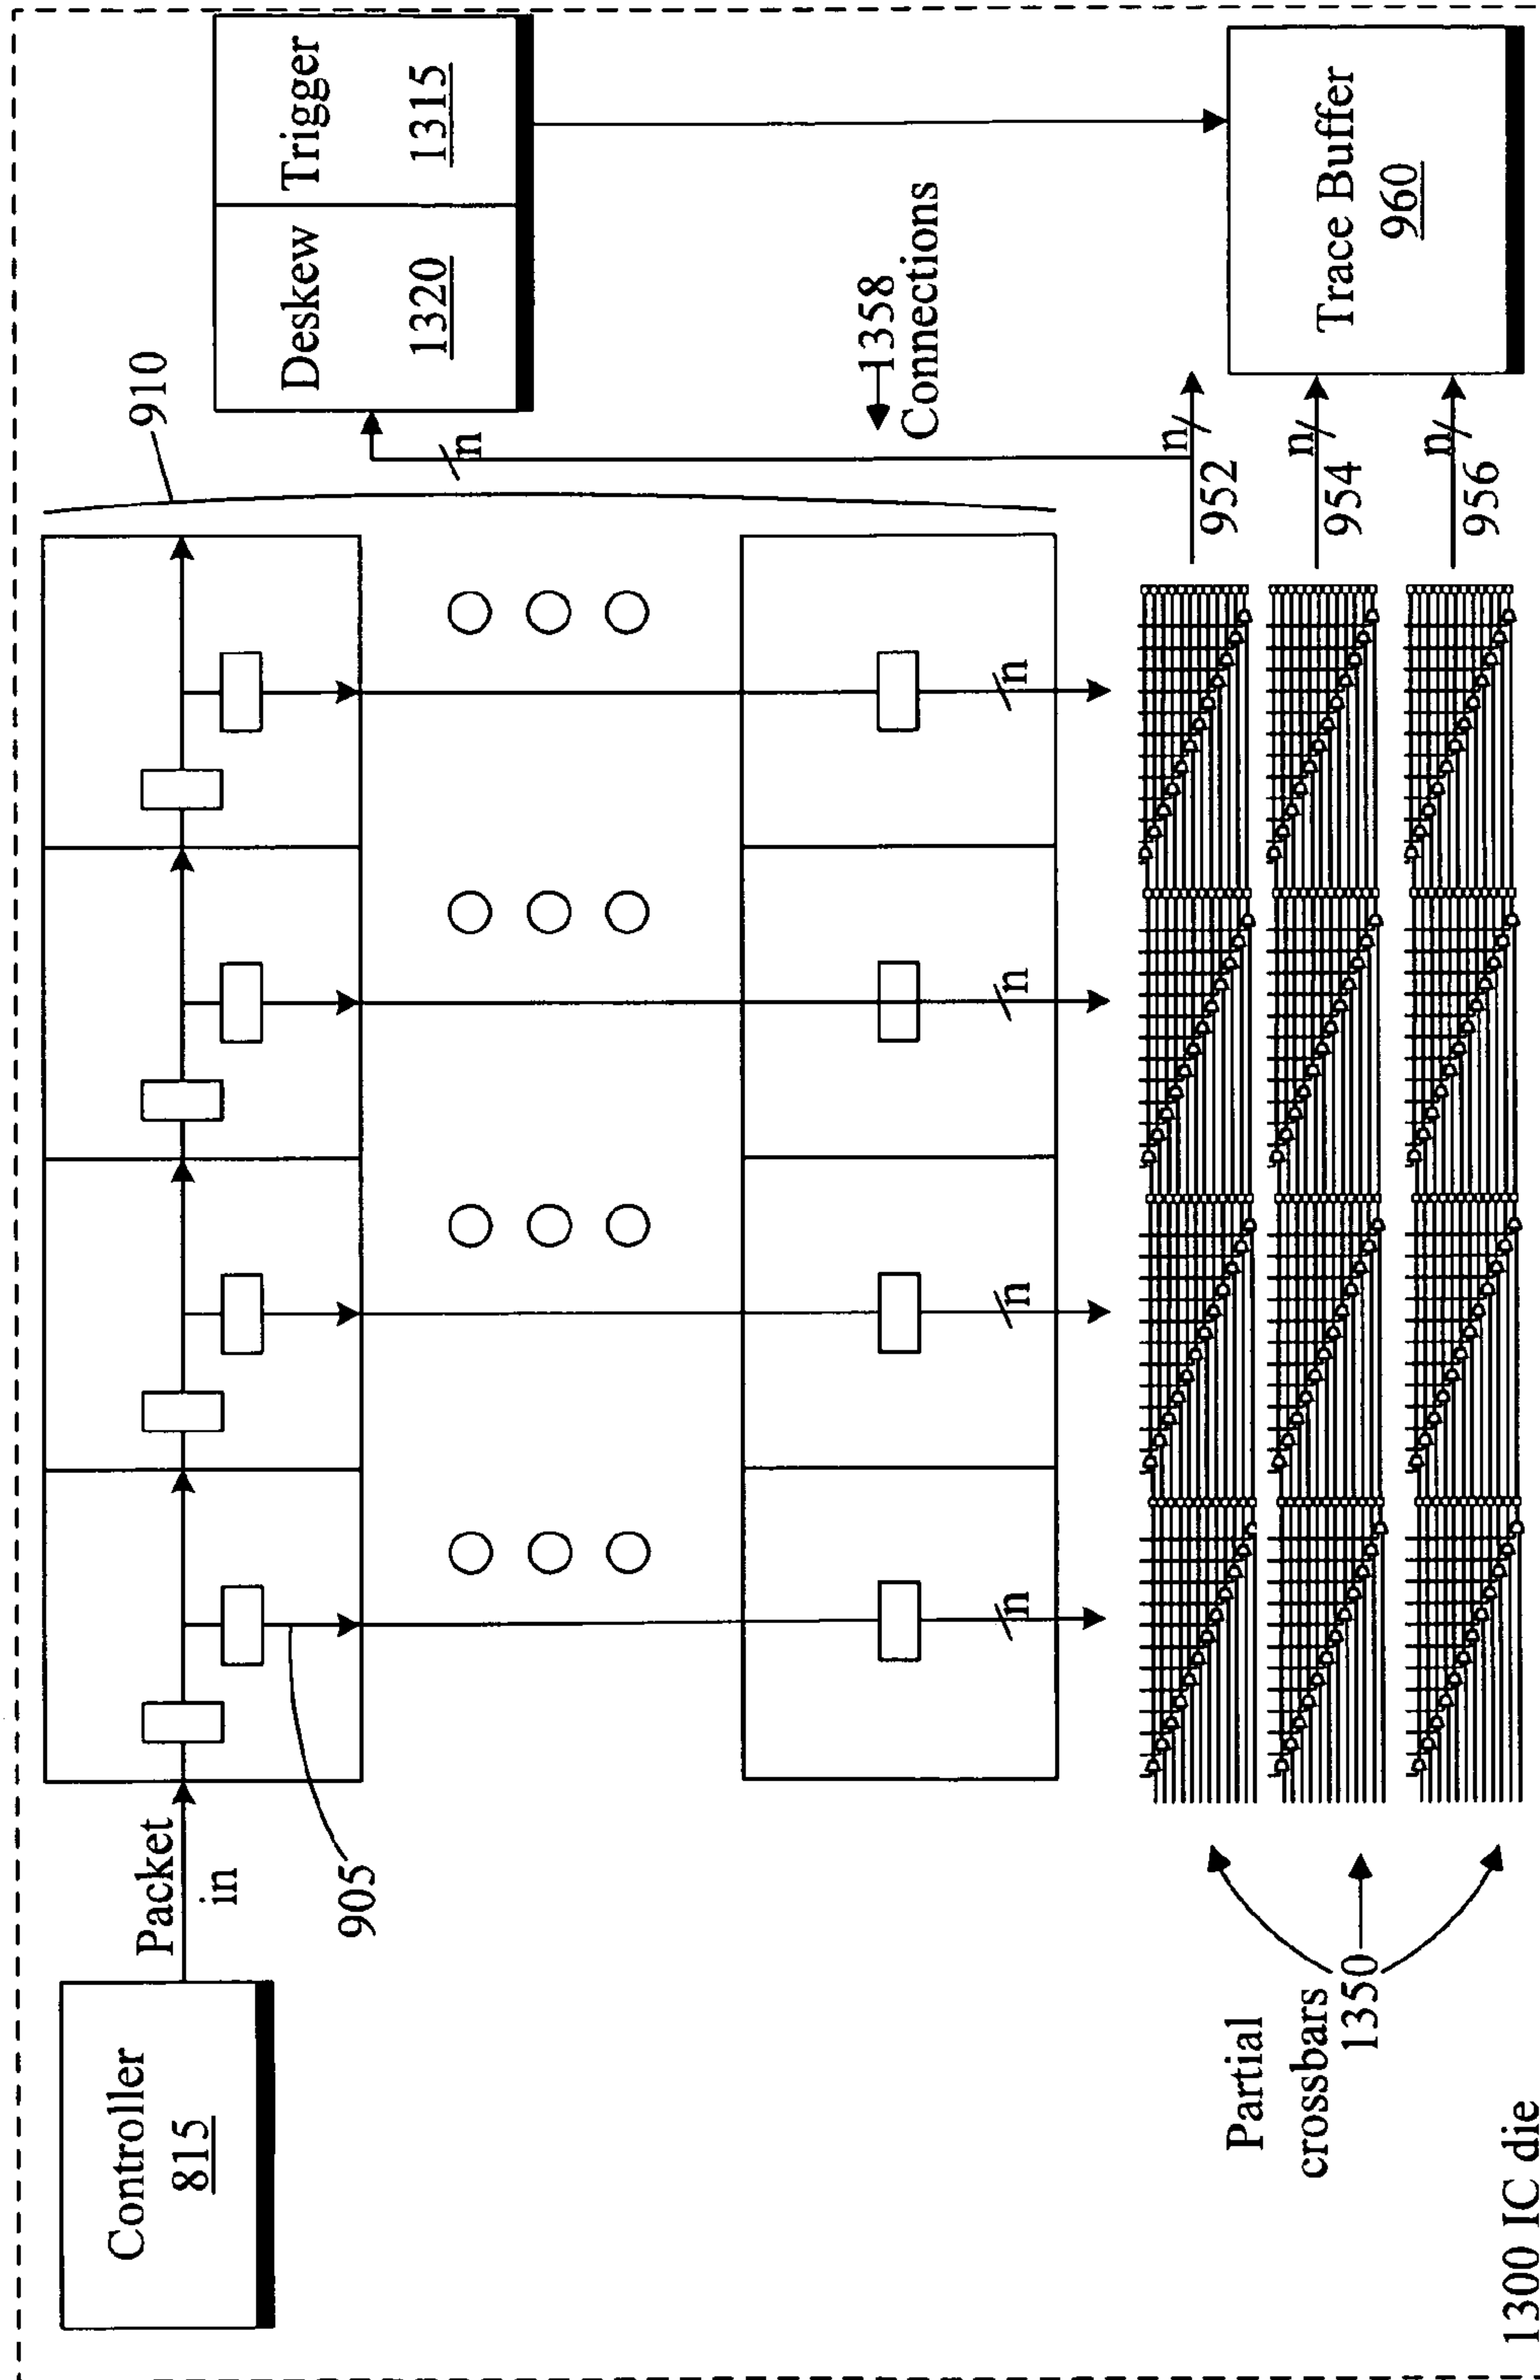 Controller
815
Packet
in
905
910
Deskew
1320
Trigger
1315
n
1358
Connections
n
n
n
n
n
952
n
954
n
956
Trace Buffer
960
Partial
crossbars
1350
1300 IC die